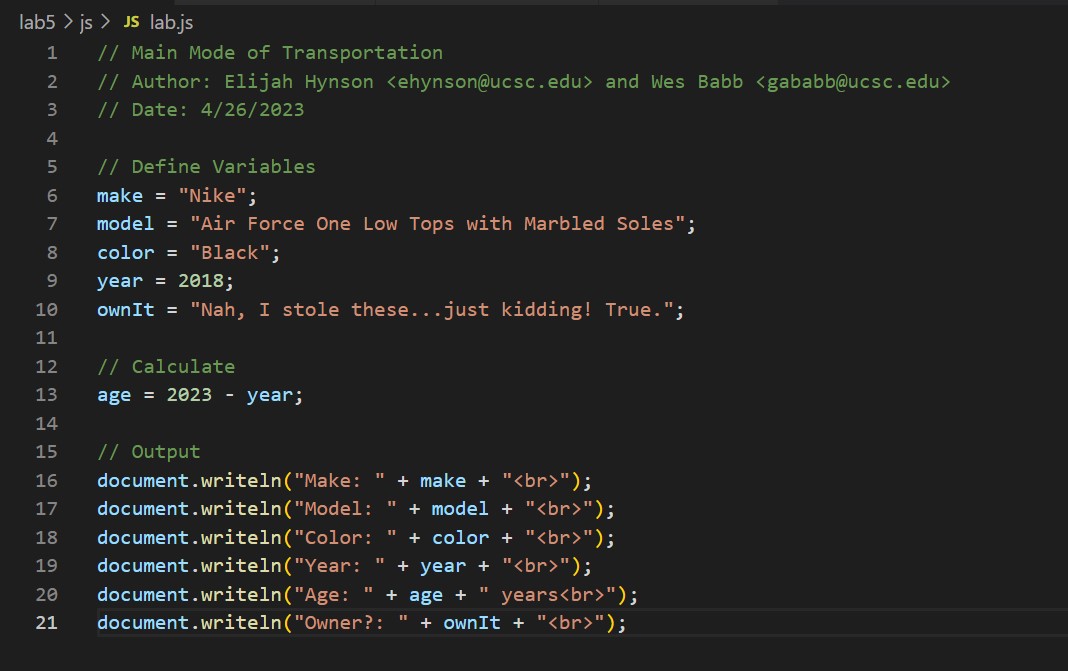 lab5 > js > JS lab.js
1 // Main Mode of Transportation
2 // Author: Elijah Hynson <ehynson@ucsc.edu> and Wes Babb <gababb@ucsc.edu>
3 // Date: 4/26/2023
4
5 // Define Variables
6 make = "Nike";
7 model = "Air Force One Low Tops with Marbled Soles";
8 color = "Black";
9 year = 2018;
10 ownIt = "Nah, I stole these...just kidding! True.";
11
12 // Calculate
13 age = 2023 - year;
14
15 // Output
16 document.writeln("Make: " + make + "<br>");
17 document.writeln("Model: " + model + "<br>");
18 document.writeln("Color: " + color + "<br>");
19 document.writeln("Year: " + year + "<br>");
20 document.writeln("Age: " + age + " years<br>");
21 document.writeln("Owner?: " + ownIt + "<br>");